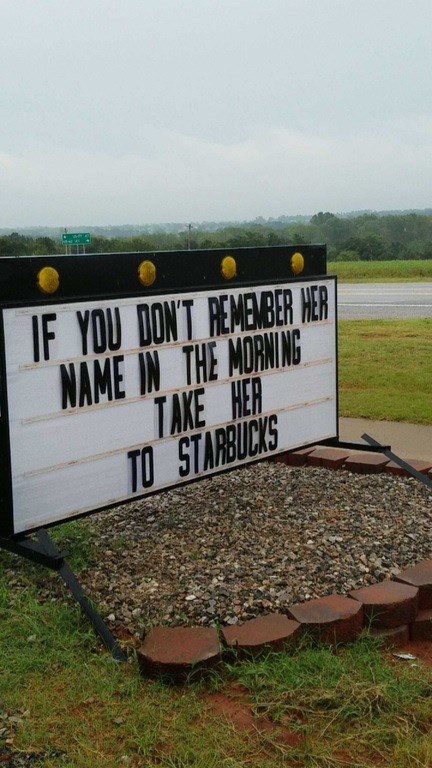 IF YOU DON'T REMEMBER HER
NAME IN THE MORNING
TAKE HER
TO STARBUCKS